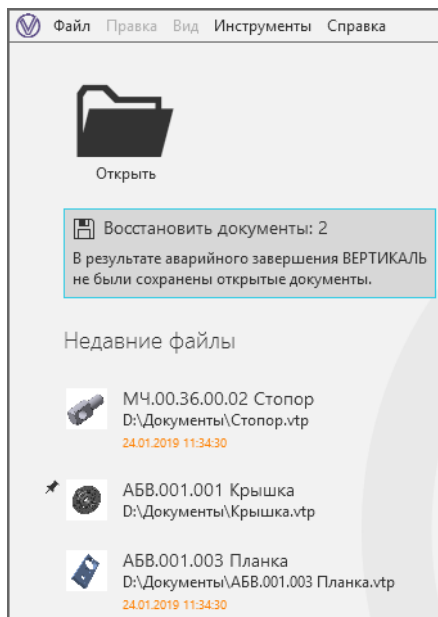 Файл Правка Вид Инструменты Справка
Открыть
Восстановить документы: 2
В результате аварийного завершения ВЕРТИКАЛЬ
не были сохранены открытые документы.
Недавние файлы
МЧ.00.36.00.02 Стопор
D:\Документы\Стопор.vtp
24.01.2019 11:34:30
АБВ.001.001 Крышка
D:\Документы\Крышка.vtp
АБВ.001.003 Планка
D:\Документы\АБВ.001.003 Планка.vtp
24.01.2019 11:34:30